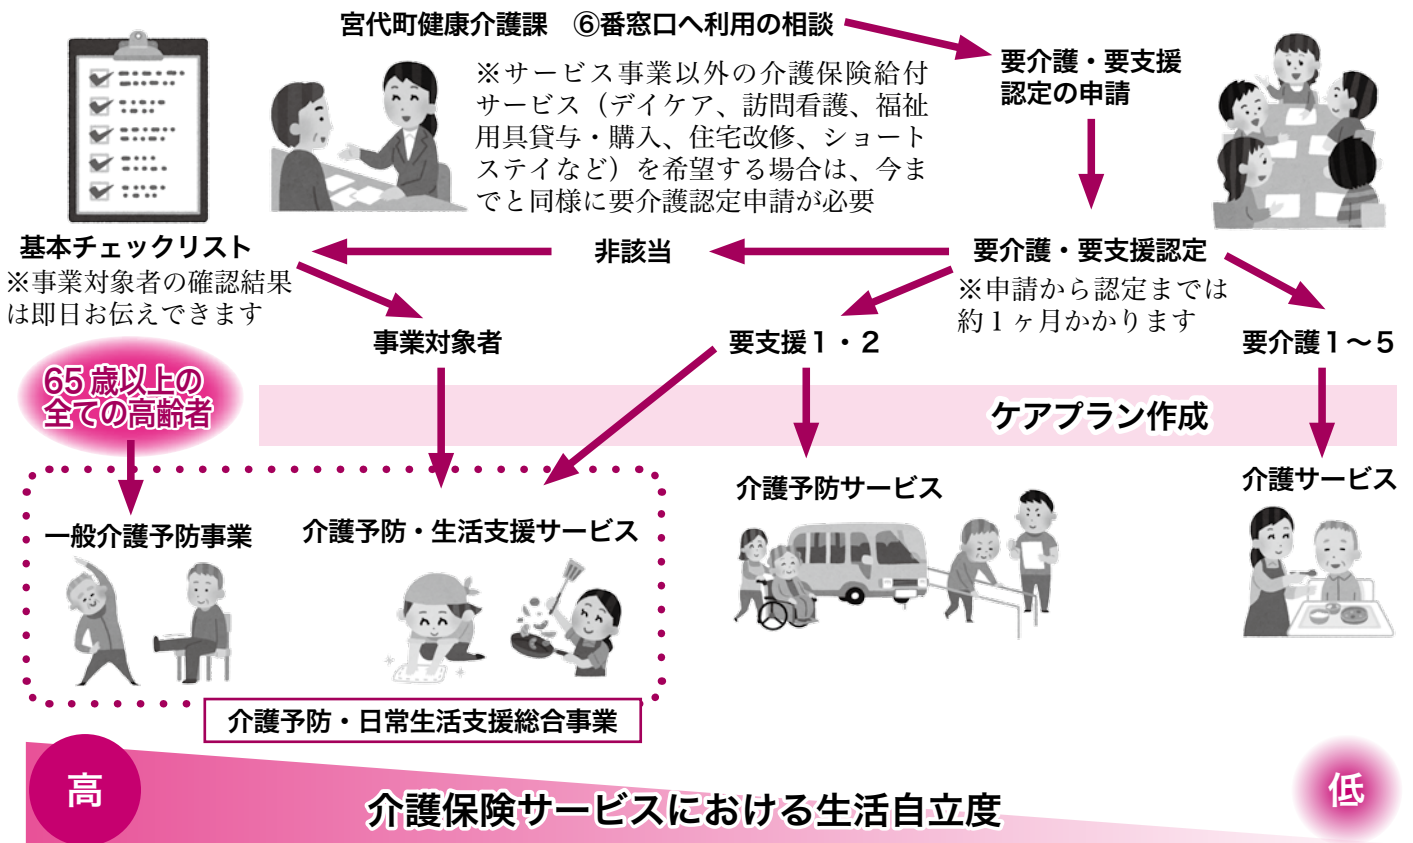 宮代町健康介護課　⑥番窓口へ利用の相談
※サービス事業以外の介護保険給付
サービス（デイケア、訪問看護、福祉
用具貸与・購入、住宅改修、ショート
ステイなど）を希望する場合は、今ま
でと同様に要介護認定申請が必要
要介護・要支援
認定の申請
基本チェックリスト
※事業対象者の確認結果
は即日お伝えできます
非該当
要介護・要支援認定
※申請から認定までは
約１ヶ月かかります
事業対象者
要支援１・２
要介護１～５
65 歳以上の
全ての高齢者
ケアプラン作成
一般介護予防事業
介護予防・生活支援サービス
介護予防サービス
介護サービス
介護予防・日常生活支援総合事業
高
介護保険サービスにおける生活自立度
低